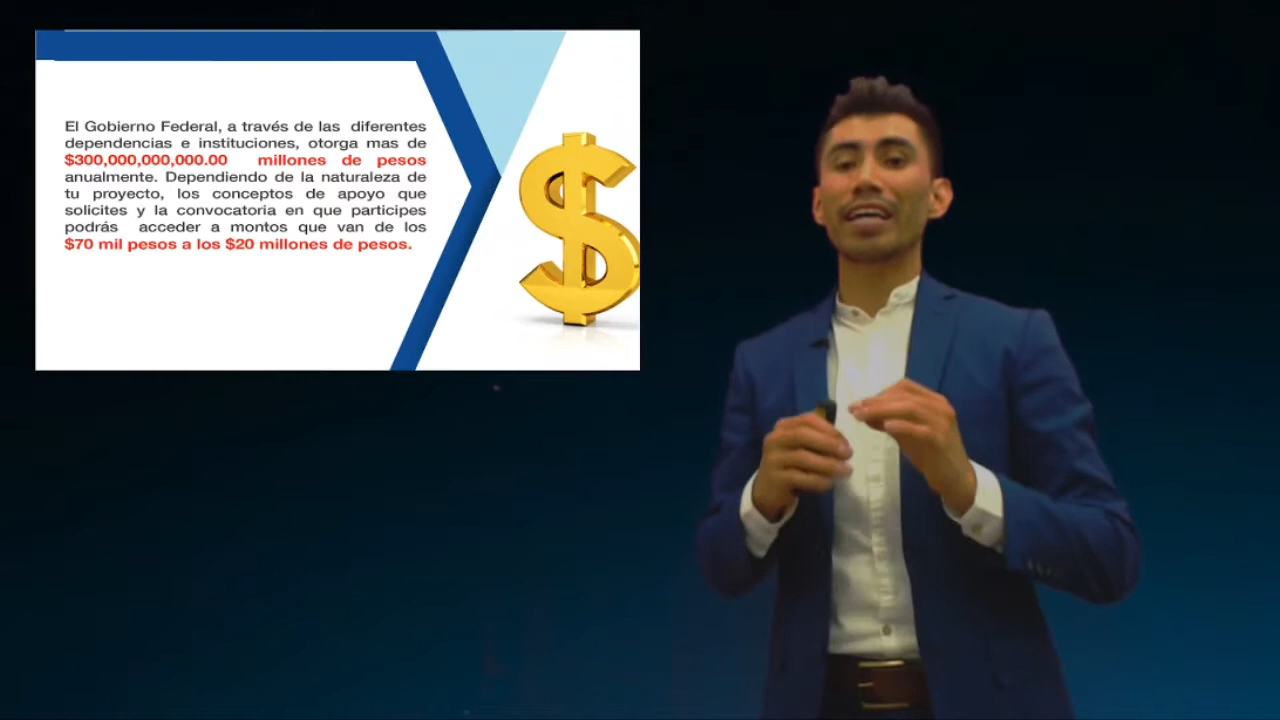 El Gobierno Federal, a través de las diferentes
dependencias e instituciones, otorga mas de
$300,000,000,000.00 millones de pesos
anualmente. Dependiendo de la naturaleza de
tu proyecto, los conceptos de apoyo que
solicites y la convocatoria en que participes
podrás acceder a montos que van de los
$70 mil pesos a los $20 millones de pesos.